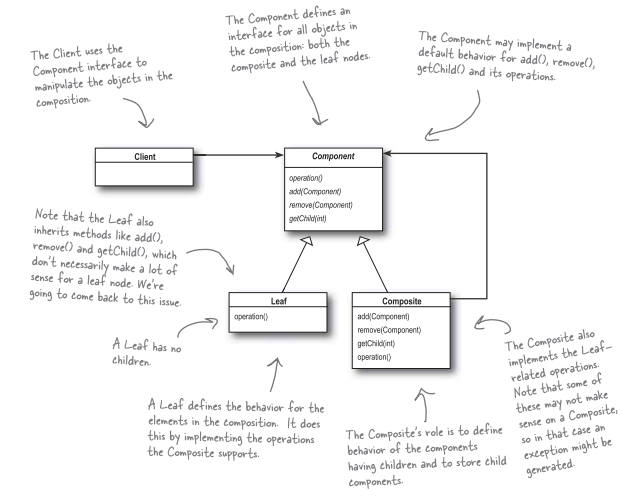 The Client uses the
Component interface to
manipulate the objects in the
composition.
The Component defines an
interface for all objects in
the composition: both the
composite and the leaf nodes.
The Component may implement a
default behavior for add(), remove(),
getChild() and its operations.
Client
Component
operation()
add(Component)
remove(Component)
getChild(int)
Note that the Leaf also
inherits methods like add(),
remove() and getChild(), which
don't necessarily make a lot of
sense for a leaf node. We're
going to come back to this issue.
Leaf
operation()
Composite
add(Component)
remove(Component)
getChild(int)
operation()
A Leaf has no
children.
A Leaf defines the behavior for the
elements in the composition. It does
this by implementing the operations
the Composite supports.
The Composite's role is to define
behavior of the components
having children and to store child
components.
The Composite also
implements the Leaf-
related operations.
Note that some of
these may not make
sense on a Composite,
so in that case an
exception might be
generated.